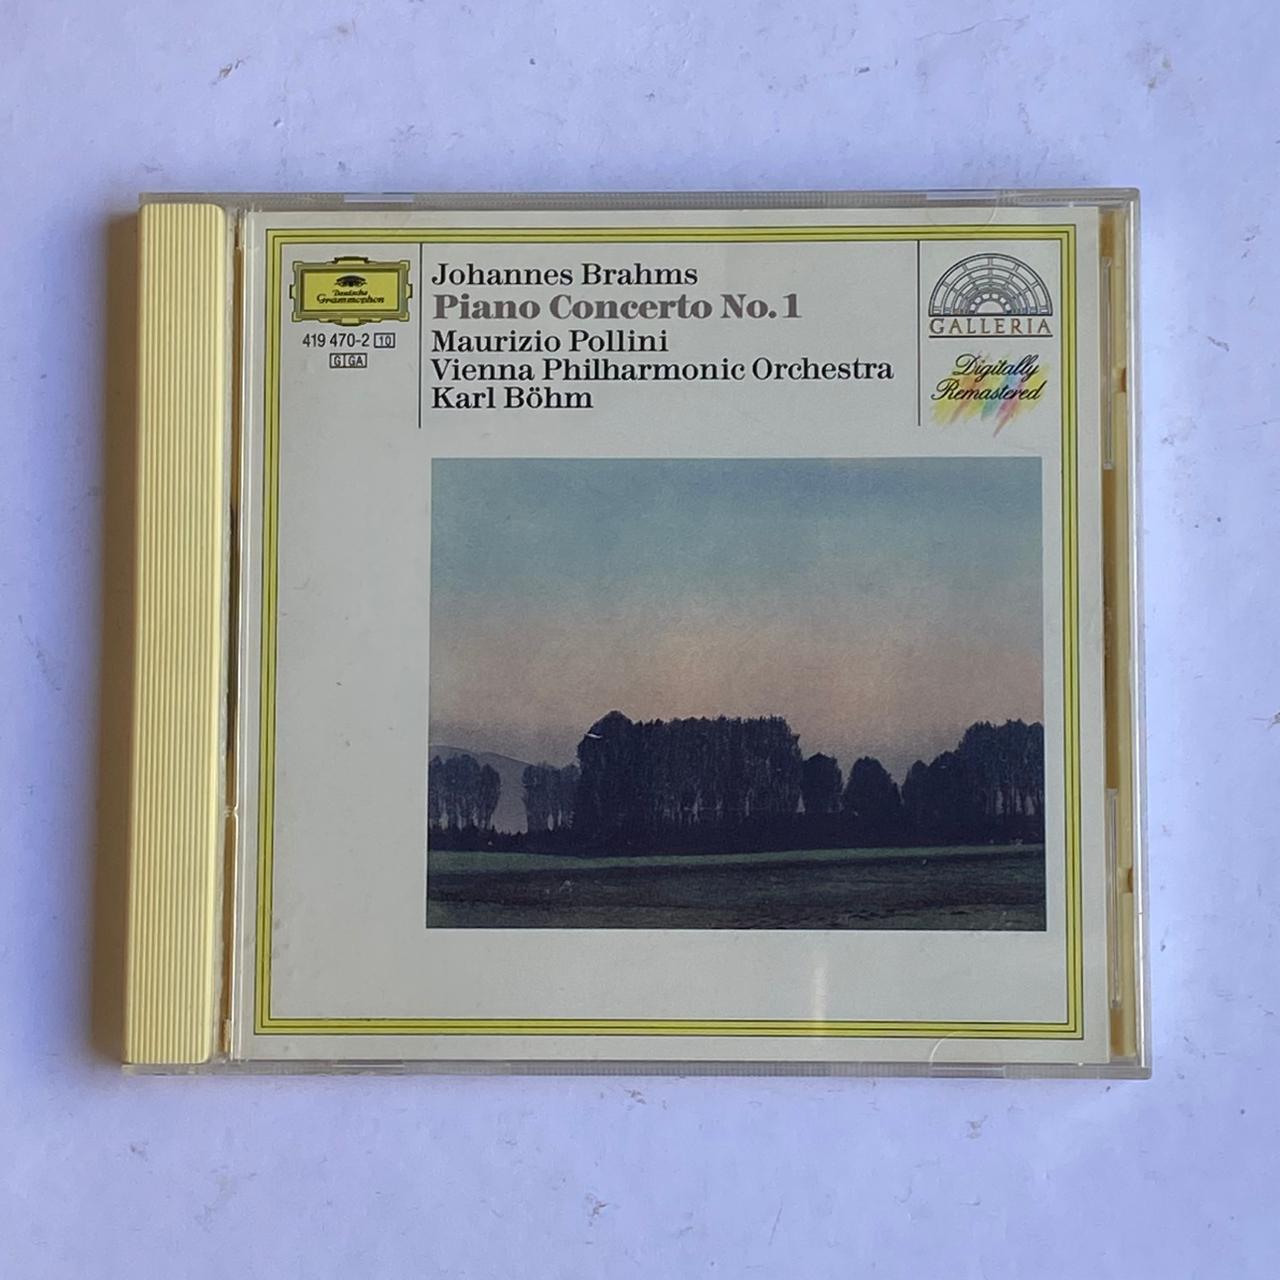 Deutsche
Grammophon
419 470-2 10
G GA
Johannes Brahms
Piano Concerto No. 1
Maurizio Pollini
Vienna Philharmonic Orchestra
Karl Böhm
GALLERIA
Digitally
Remastered